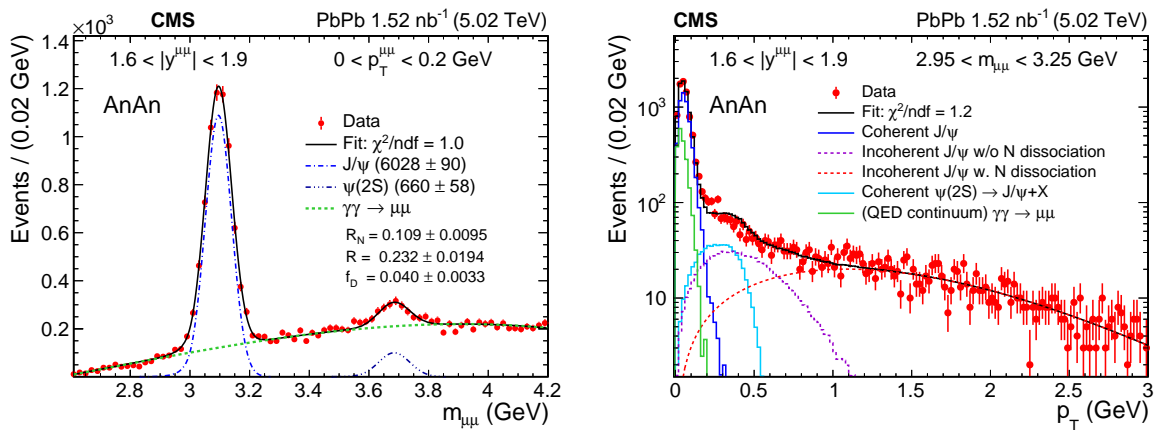 ×10³
CMS PbPb 1.52 nb⁻¹ (5.02 TeV)
1.6 < |y^μμ| < 1.9 0 < p_T^μμ < 0.2 GeV
AnAn
Data
Fit: χ²/ndf = 1.0
J/ψ (6028 ± 90)
ψ(2S) (660 ± 58)
γγ → μμ
R_N = 0.109 ± 0.0095
R = 0.232 ± 0.0194
f_D = 0.040 ± 0.0033
Events / (0.02 GeV)
1.4
1.2
1.0
0.8
0.6
0.4
0.2
2.8 3.0 3.2 3.4 3.6 3.8 4.0 4.2
m_μμ (GeV)
CMS PbPb 1.52 nb⁻¹ (5.02 TeV)
1.6 < |y^μμ| < 1.9 2.95 < m_μμ < 3.25 GeV
AnAn
Data
Fit: χ²/ndf = 1.2
Coherent J/ψ
Incoherent J/ψ w/o N dissociation
Incoherent J/ψ w. N dissociation
Coherent ψ(2S) → J/ψ+X
(QED continuum) γγ → μμ
Events / (0.02 GeV)
10³
10²
10
0 0.5 1 1.5 2 2.5 3
p_T (GeV)